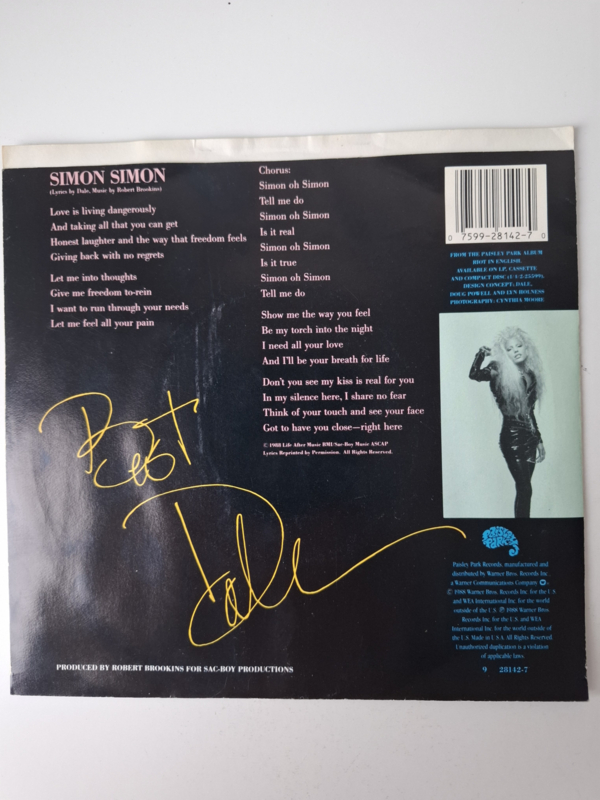 SIMON SIMON
(Lyrics by Dale, Music by Robert Brookins)
Love is living dangerously
And taking all that you can get
Honest laughter and the way that freedom feels
Giving back with no regrets
Let me into thoughts
Give me freedom to-rein
I want to run through your needs
Let me feel all your pain
Chorus:
Simon oh Simon
Tell me do
Simon oh Simon
Is it real
Simon oh Simon
Is it true
Simon oh Simon
Tell me do
Show me the way you feel
Be my torch into the night
I need all your love
And I'll be your breath for life
Don't you see my kiss is real for you
In my silence here, I share no fear
Think of your touch and see your face
Got to have you close—right here
© 1988 Life After Music BMI/Sac-Boy Music ASCAP
Lyrics Reprinted by Permission. All Rights Reserved.
0 7599-28142-7 0
FROM THE PAISLEY PARK ALBUM
RIOT IN ENGLISH.
AVAILABLE ON LP, CASSETTE
AND COMPACT DISC (4/1/2-25599).
DESIGN CONCEPT: DALE,
DOUG POWELL AND LYN HOLNESS
PHOTOGRAPHY: CYNTHIA MOORE
Best
Dale
PAISLEY
PARK
Paisley Park Records, manufactured and
distributed by Warner Bros. Records Inc.,
a Warner Communications Company
© 1988 Warner Bros. Records Inc. for the U.S.
and WEA International Inc. for the world
outside of the U.S. ℗ 1988 Warner Bros.
Records Inc. for the U.S. and WEA
International Inc. for the world outside of
the U.S. Made in U.S.A. All Rights Reserved.
Unauthorized duplication is a violation
of applicable laws.
9 28142-7
PRODUCED BY ROBERT BROOKINS FOR SAC-BOY PRODUCTIONS